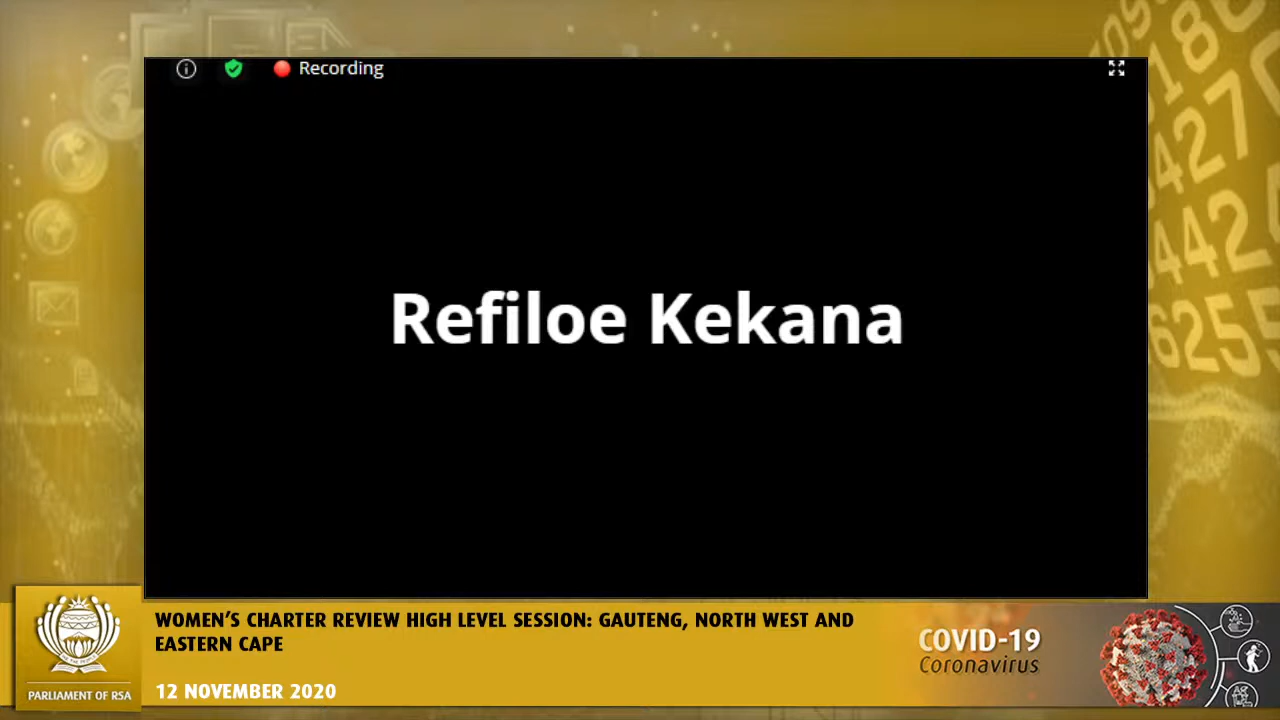 Recording
Refiloe Kekana
WOMEN'S CHARTER REVIEW HIGH LEVEL SESSION: GAUTENG, NORTH WEST AND
EASTERN CAPE
12 NOVEMBER 2020
PARLIAMENT OF RSA
COVID-19
Coronavirus